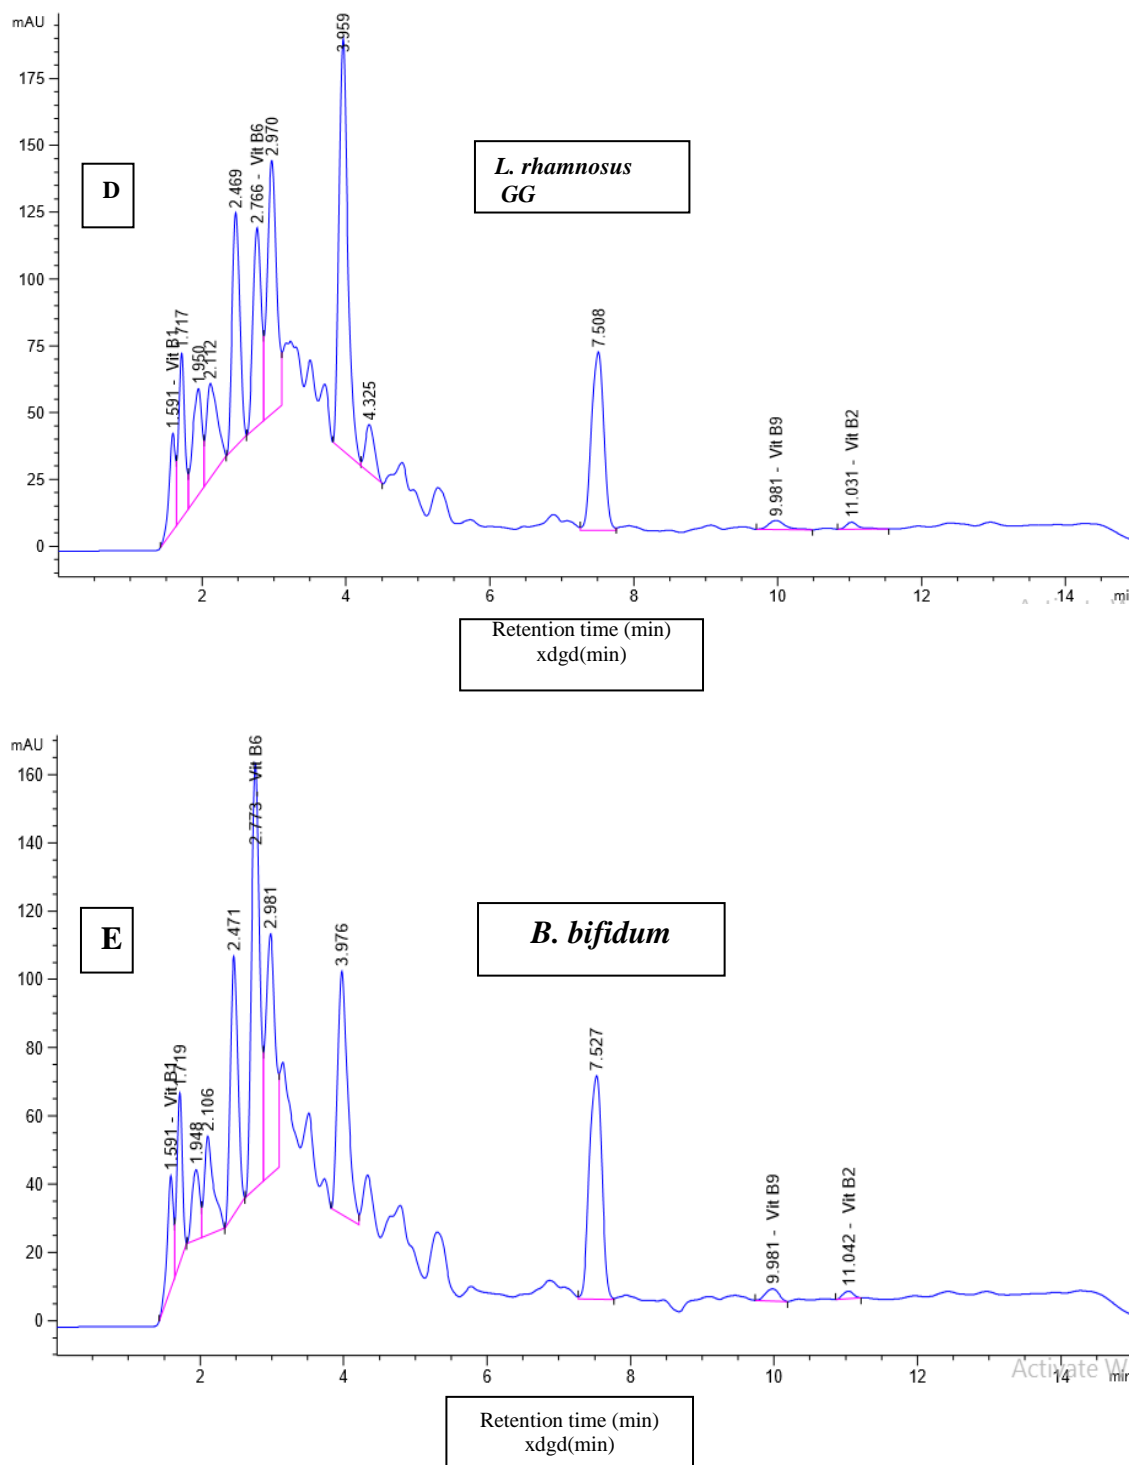 mAU
3.959
175
150
2.970
2.766 - Vit B6
2.469
D
L. rhamnosus
GG
125
100
1.591 - Vit B1
1.717
1.950
2.112
4.325
7.508
75
50
9.981 - Vit B9
11.031 - Vit B2
25
0
2
4
6
8
10
12
14
Retention time (min)
xdgd(min)
mAU
160
2.773 - Vit B6
140
2.981
2.471
E
B. bifidum
120
3.976
100
1.591 - Vit B1
1.719
1.948
2.106
7.527
80
60
40
9.981 - Vit B9
11.042 - Vit B2
20
0
2
4
6
8
10
12
14
min
Activate W
Retention time (min)
xdgd(min)